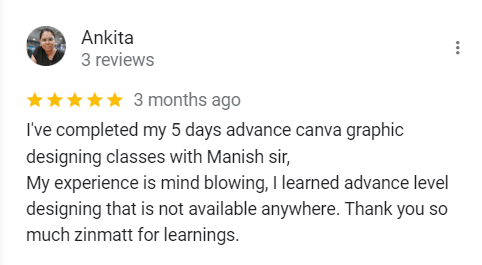 Ankita
3 reviews
3 months ago
I've completed my 5 days advance canva graphic
designing classes with Manish sir,
My experience is mind blowing, I learned advance level
designing that is not available anywhere. Thank you so
much zinmatt for learnings.